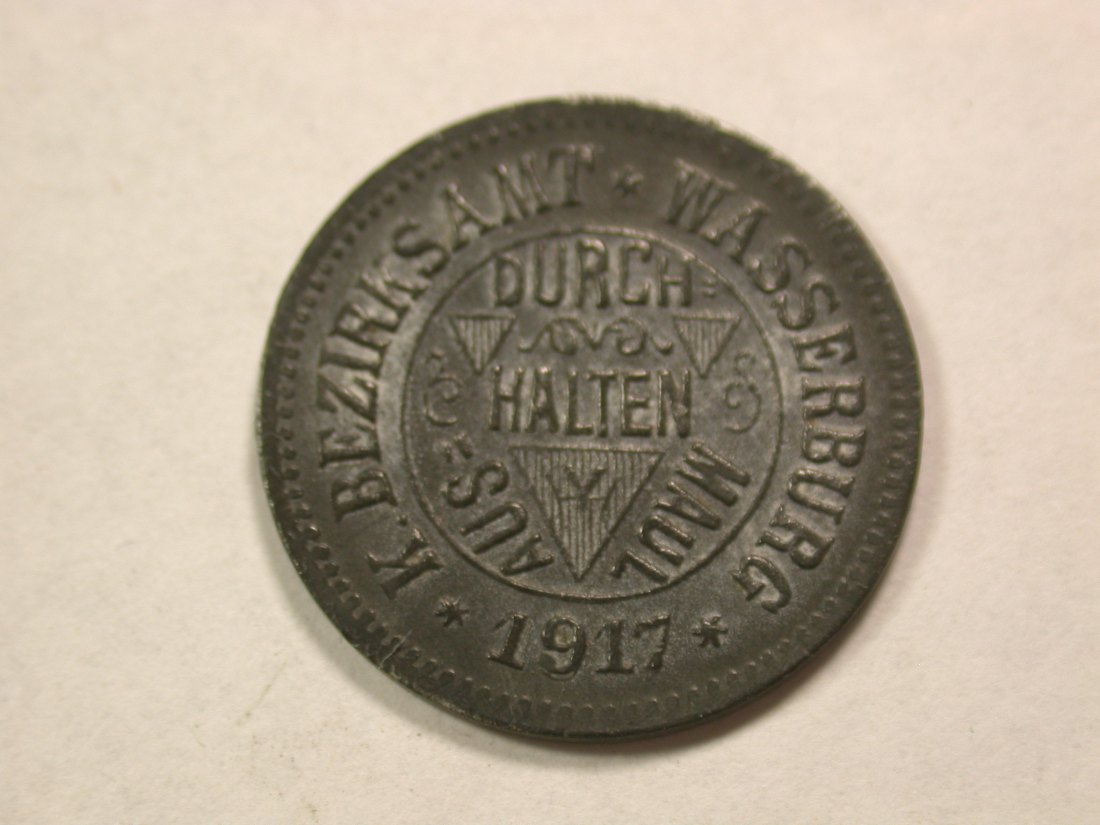 K. BEZIRKSAMT * WASSERBURG
* 1917 *
DURCH=
HALTEN
AUS=
MAUL